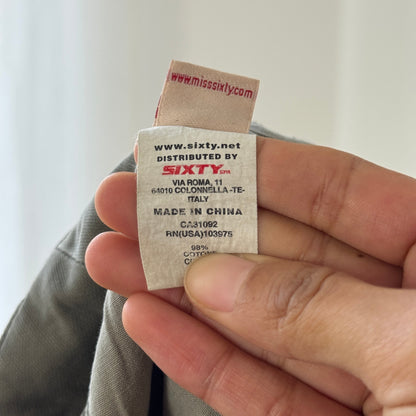 www.misssixty.com
www.sixty.net
DISTRIBUTED BY
SIXTY SPA
VIA ROMA, 11
64010 COLONNELLA -TE-
ITALY
MADE IN CHINA
CA31092
RN(USA)103975
98%